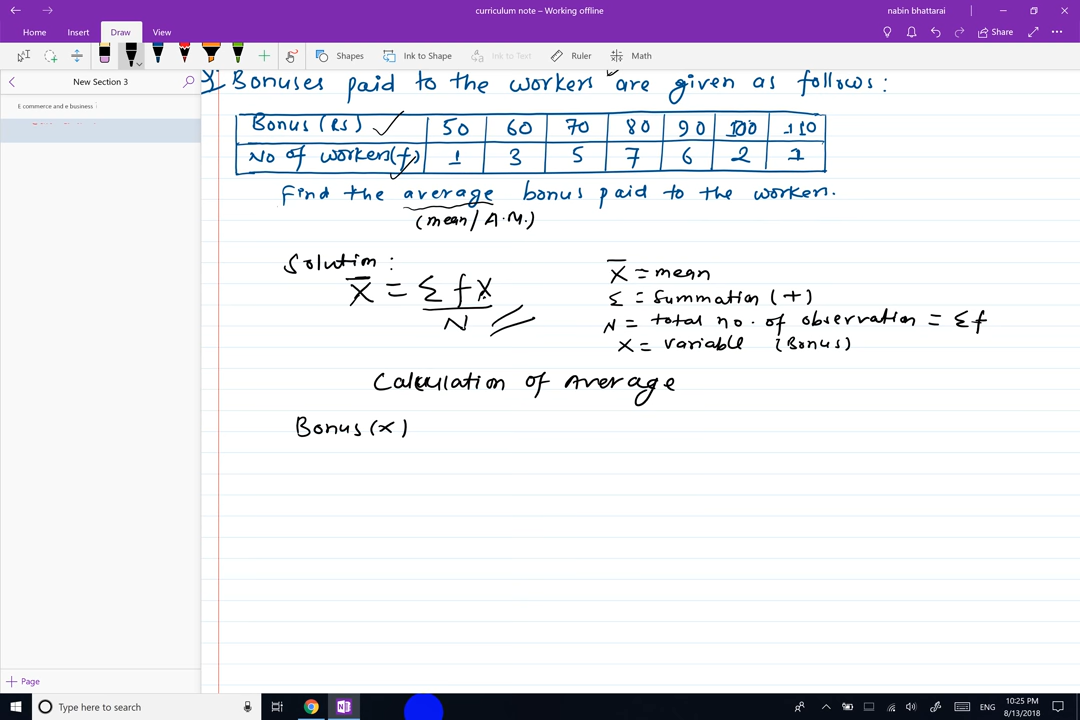 curriculum note – Working offline
nabin bhattarai
Home Insert Draw View
Share
Shapes Ink to Shape Ink to Text Ruler Math
New Section 3
E commerce and e business
Bonuses paid to the workers are given as follows:
Bonus (Rs) 50 60 70 80 90 100 110
No of workers (f) 1 3 5 7 6 2 1
Find the average bonus paid to the workers.
(mean / A.M.)
Solution:
X̅ = Σ fX / N
X̅ = mean
Σ = Summation (+)
N = total no. of observation = Σf
X = variable (Bonus)
Calculation of Average
Bonus (x)
+ Page
Type here to search
ENG
10:25 PM
8/13/2018